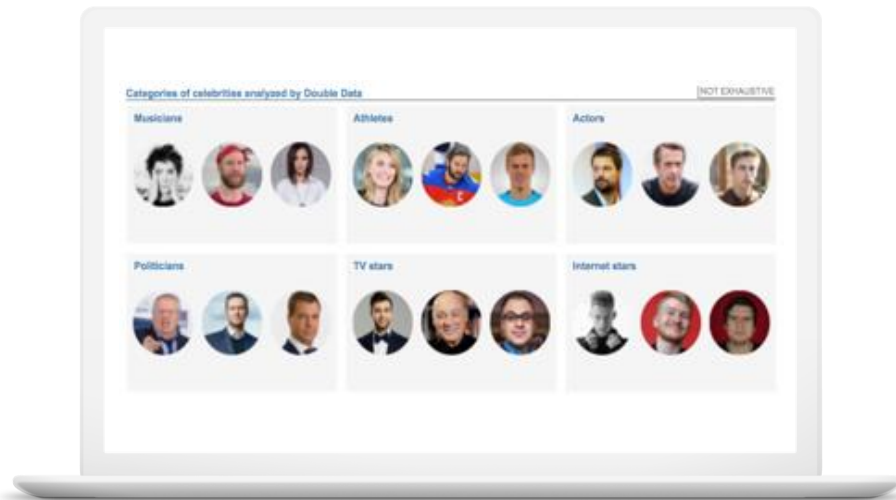 Categories of celebrities analyzed by Double Data
NOT EXHAUSTIVE
Musicians
Athletes
Actors
Politicians
TV stars
Internet stars